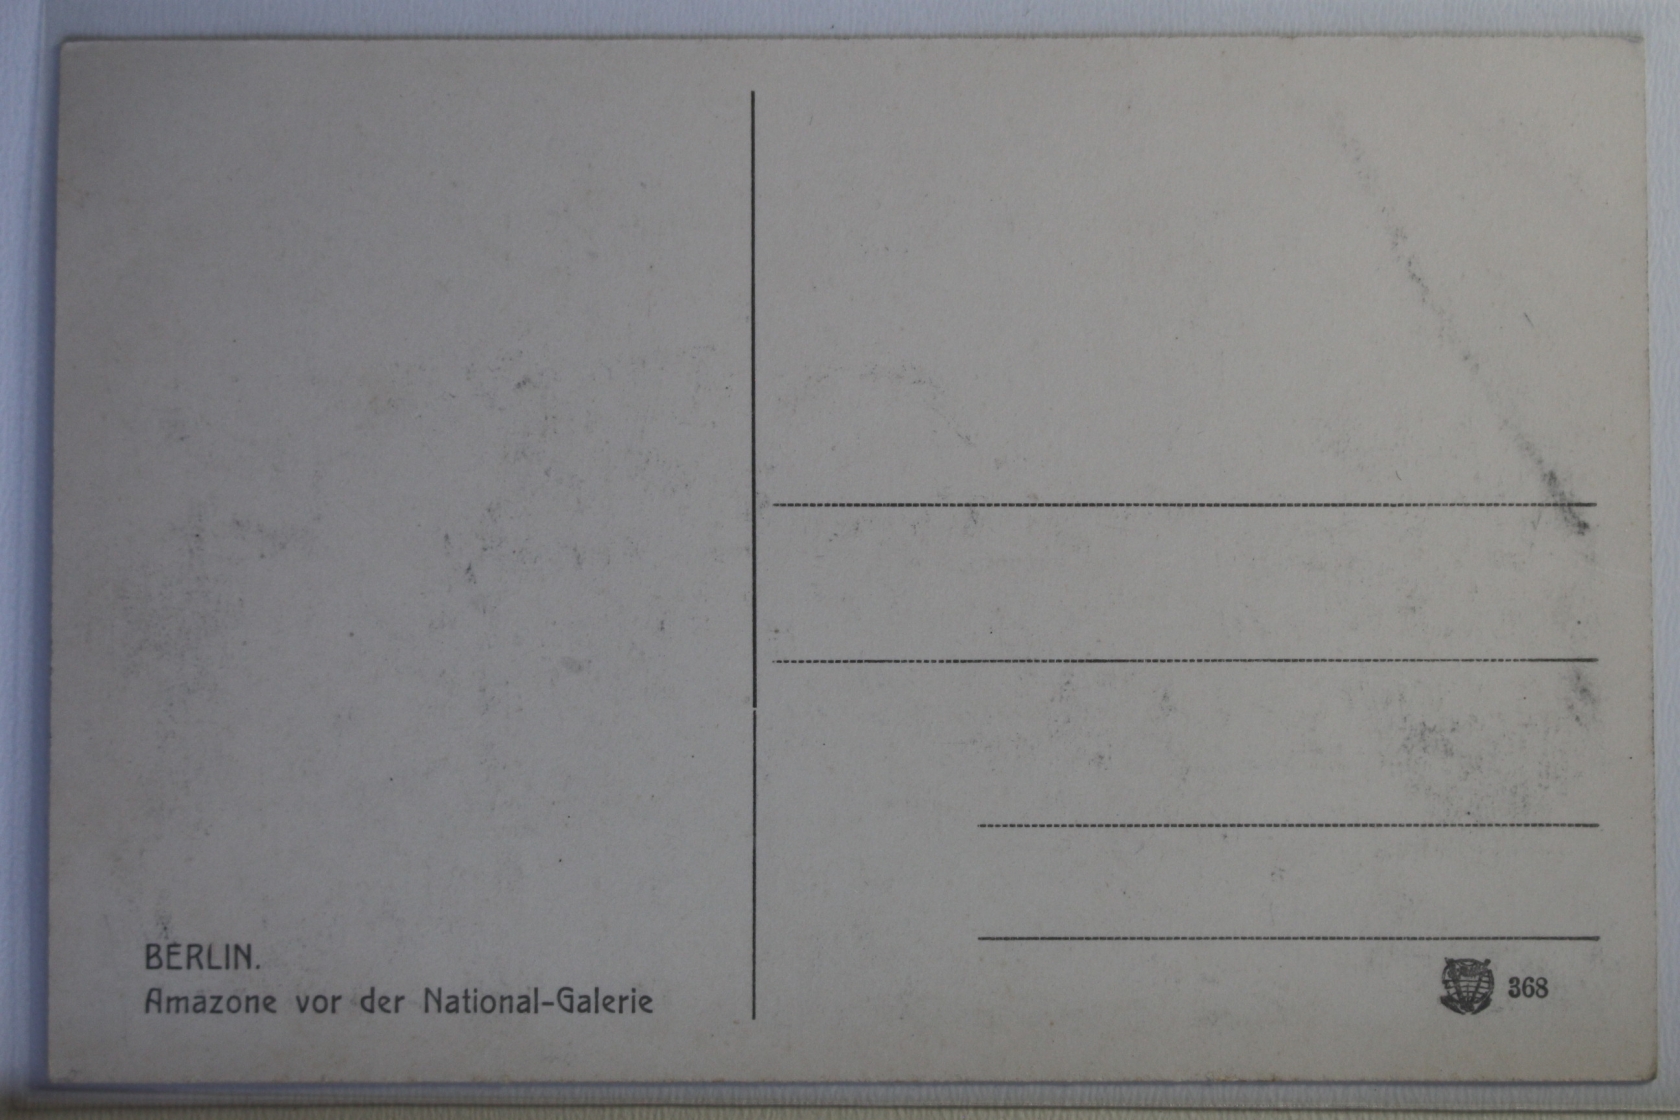 BERLIN.
Amazone vor der National-Galerie
368